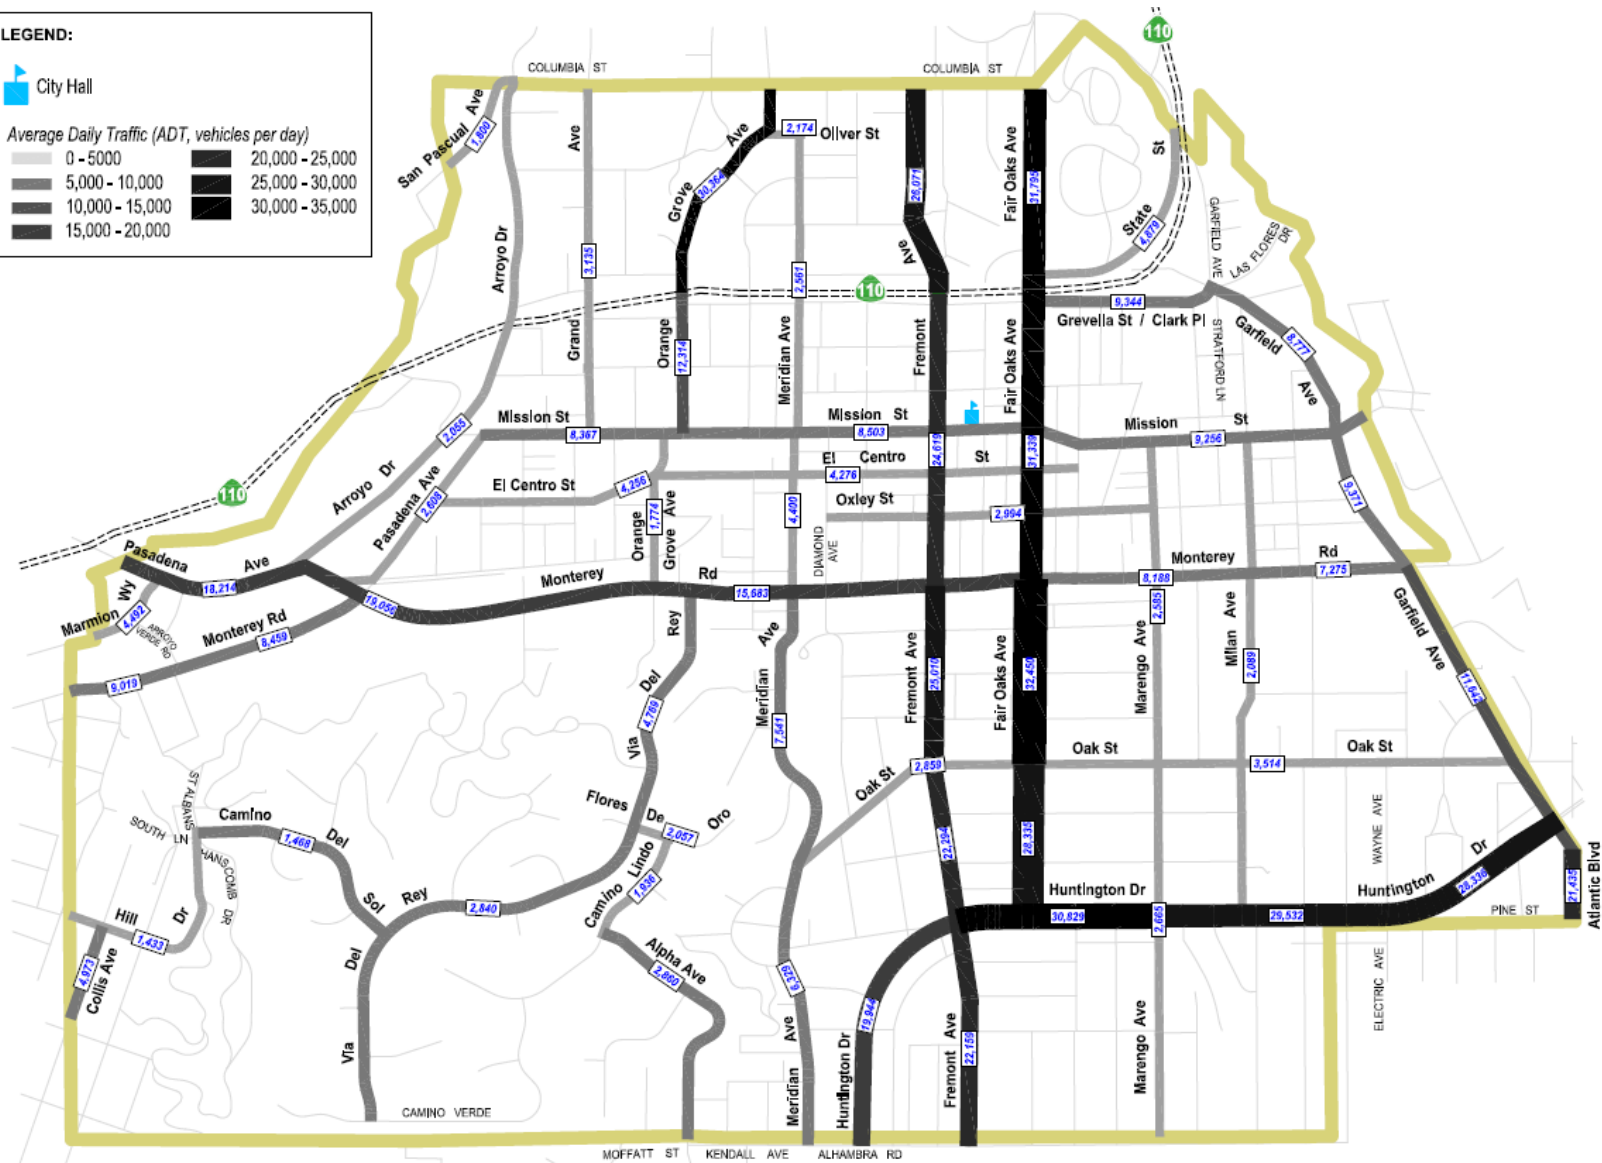 LEGEND:
City Hall
Average Daily Traffic (ADT, vehicles per day)
0 - 5000
20,000 - 25,000
5,000 - 10,000
25,000 - 30,000
10,000 - 15,000
30,000 - 35,000
15,000 - 20,000
110
COLUMBIA ST
COLUMBIA ST
San Pascual Ave
1,800
Ave
Grove Ave
2,174
Oliver St
30,364
26,071
Fair Oaks Ave
31,795
St
State
4,879
GARFIELD AVE
LAS FLORES DR
Arroyo Dr
3,135
2,561
110
Ave
9,344
Grevelia St / Clark Pl
Garfield
8,777
Ave
STRATFORD LN
Grand
Orange
12,314
Meridian Ave
Fremont
Fair Oaks Ave
Mission St
8,367
Mission St
8,503
Mission St
9,256
2,055
24,619
31,339
El Centro St
4,276
El Centro St
4,256
Oxley St
2,994
9,371
110
Arroyo Dr
Pasadena Ave
2,608
Orange Grove Ave
1,774
4,400
DIAMOND AVE
Pasadena Ave
18,214
19,056
Monterey Rd
15,683
Monterey Rd
8,188
7,275
Marmion Wy
4,492
ARROYO VERDE RD
Monterey Rd
8,459
9,019
2,585
Marengo Ave
Milan Ave
2,089
Garfield Ave
11,642
Via Del Rey
4,769
Meridian Ave
7,541
Fremont Ave
25,010
Fair Oaks Ave
32,450
Oak St
2,859
Oak St
3,514
Oak St
ST ALBANS
SOUTH LN
HANSCOMB DR
Camino Del Sol
1,468
Flores De Oro
2,057
Camino Lindo
1,936
22,294
28,335
WAYNE AVE
Huntington Dr
28,336
Atlantic Blvd
21,435
Huntington Dr
30,829
2,665
29,532
PINE ST
Hill Dr
1,433
Collis Ave
4,973
Via Del Rey
2,840
Alpha Ave
2,860
6,329
Meridian Ave
Huntington Dr
19,944
Fremont Ave
22,159
Marengo Ave
ELECTRIC AVE
CAMINO VERDE
MOFFATT ST
KENDALL AVE
ALHAMBRA RD